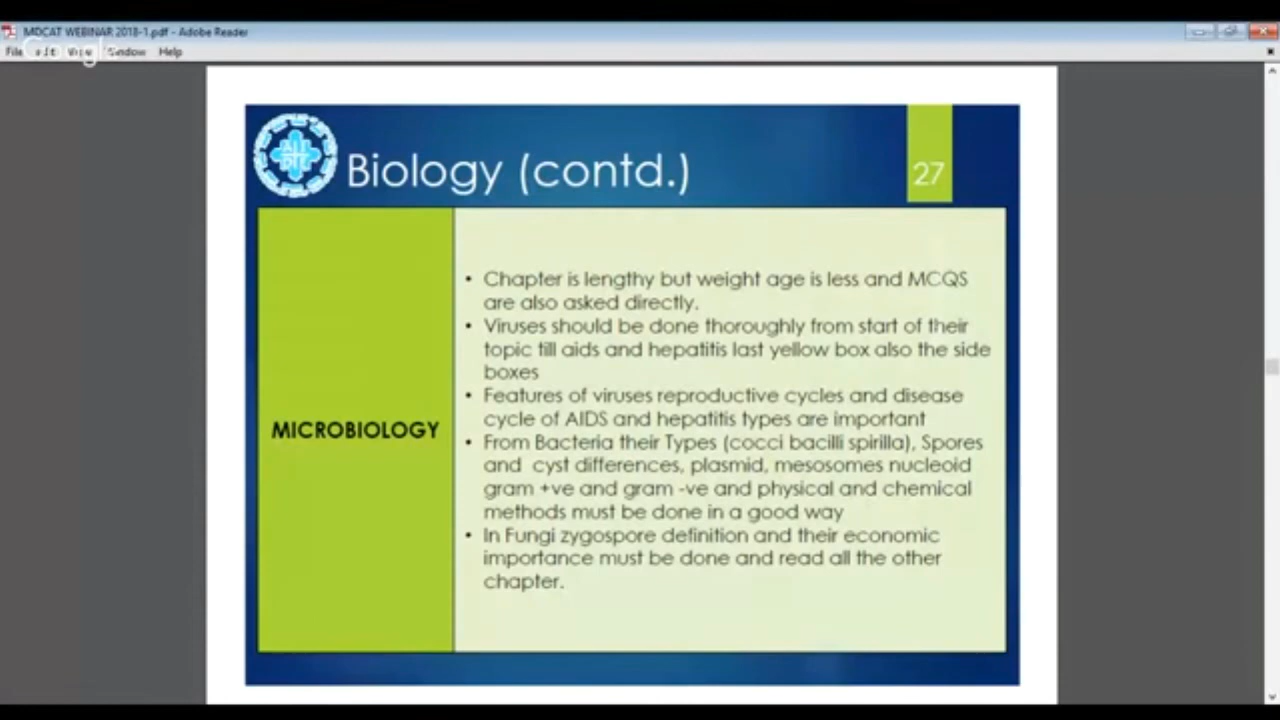 MDCAT WEBINAR 2018-1.pdf - Adobe Reader
File Edit View Window Help
Biology (contd.)
27
MICROBIOLOGY
• Chapter is lengthy but weight age is less and MCQS
are also asked directly.
• Viruses should be done thoroughly from start of their
topic till aids and hepatitis last yellow box also the side
boxes
• Features of viruses reproductive cycles and disease
cycle of AIDS and hepatitis types are important
• From Bacteria their Types (cocci bacilli spirilla), Spores
and cyst differences, plasmid, mesosomes nucleoid
gram +ve and gram -ve and physical and chemical
methods must be done in a good way
• In Fungi zygospore definition and their economic
importance must be done and read all the other
chapter.